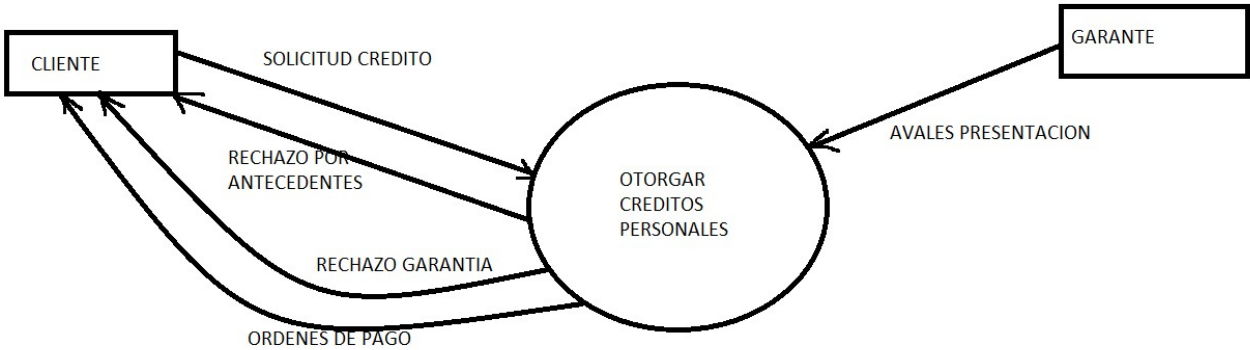 CLIENTE
SOLICITUD CREDITO
GARANTE
AVALES PRESENTACION
RECHAZO POR
ANTECEDENTES
OTORGAR
CREDITOS
PERSONALES
RECHAZO GARANTIA
ORDENES DE PAGO